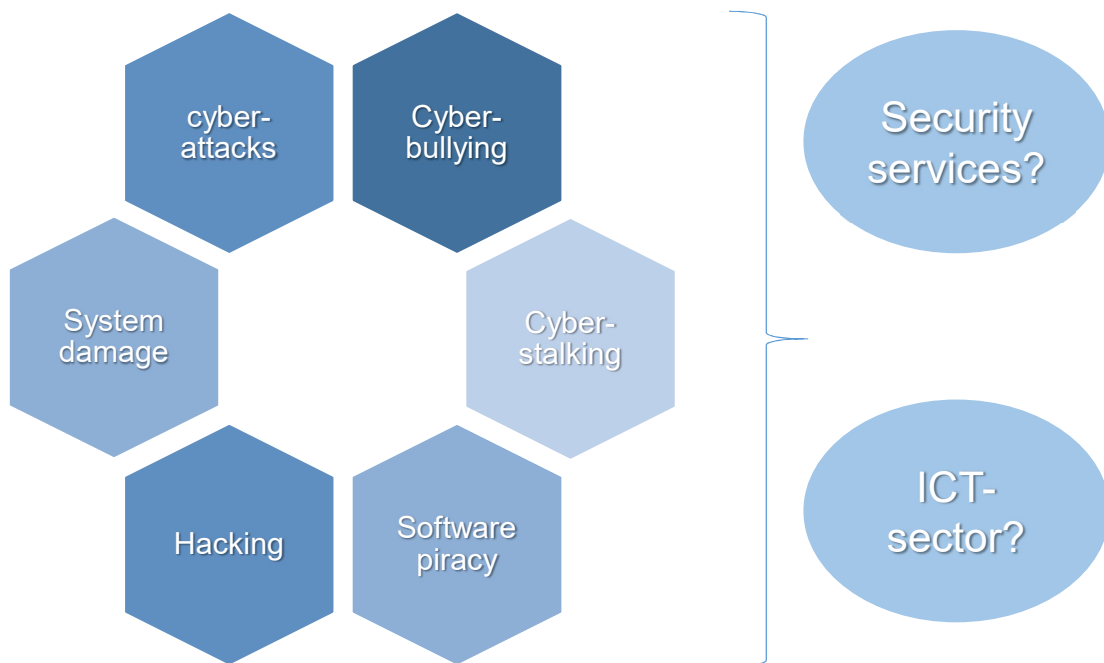 cyber-
attacks
Cyber-
bullying
System
damage
Cyber-
stalking
Hacking
Software
piracy
Security
services?
ICT-
sector?